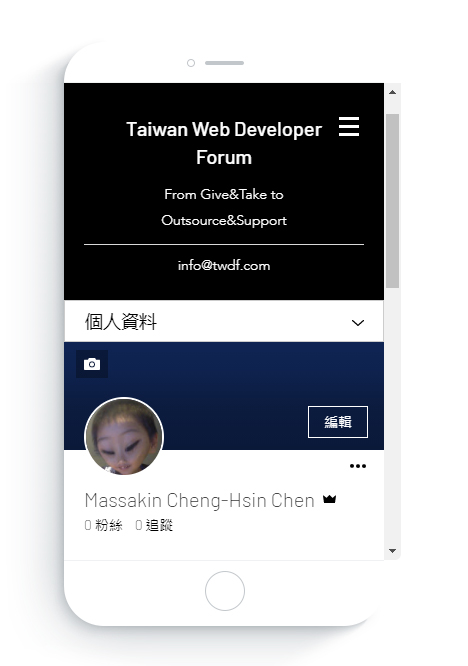 Taiwan Web Developer
Forum
From Give&Take to
Outsource&Support
info@twdf.com
個人資料
編輯
Massakin Cheng-Hsin Chen
0 粉絲 0 追蹤